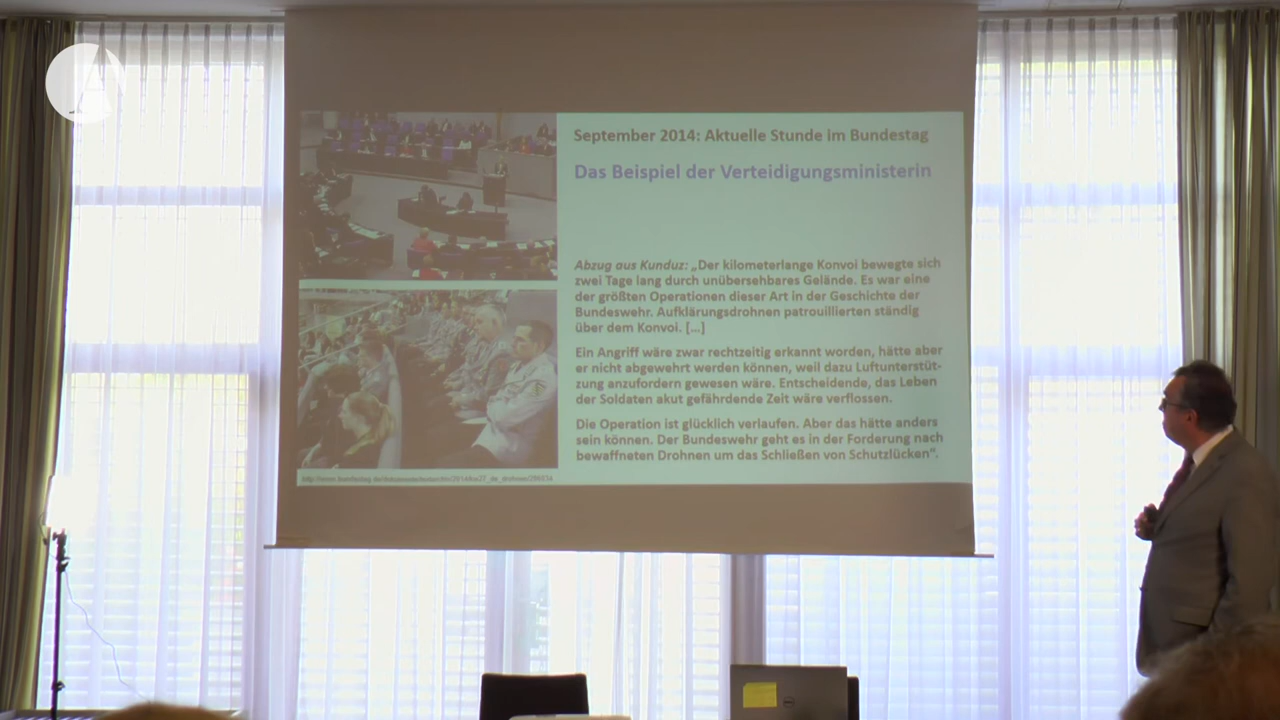 September 2014: Aktuelle Stunde im Bundestag
Das Beispiel der Verteidigungsministerin
Abzug aus Kunduz: „Der kilometerlange Konvoi bewegte sich
zwei Tage lang durch unübersehbares Gelände. Es war eine
der größten Operationen dieser Art in der Geschichte der
Bundeswehr. Aufklärungsdrohnen patrouillierten ständig
über dem Konvoi. […]
Ein Angriff wäre zwar rechtzeitig erkannt worden, hätte aber
er nicht abgewehrt werden können, weil dazu Luftunterstüt-
zung anzufordern gewesen wäre. Entscheidende, das Leben
der Soldaten akut gefährdende Zeit wäre verflossen.
Die Operation ist glücklich verlaufen. Aber das hätte anders
sein können. Der Bundeswehr geht es in der Forderung nach
bewaffneten Drohnen um das Schließen von Schutzlücken“.
DELL